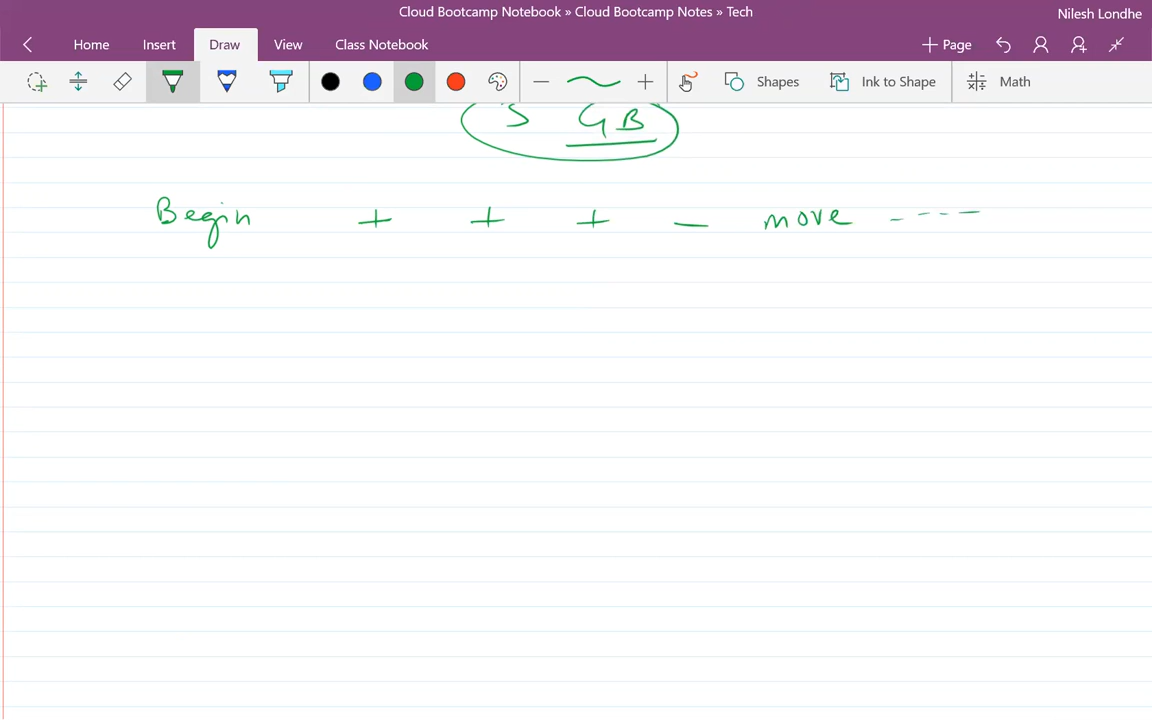 Cloud Bootcamp Notebook » Cloud Bootcamp Notes » Tech
Nilesh Londhe
Home Insert Draw View Class Notebook Page
Shapes Ink to Shape Math
GB
Begin + + + - move ----